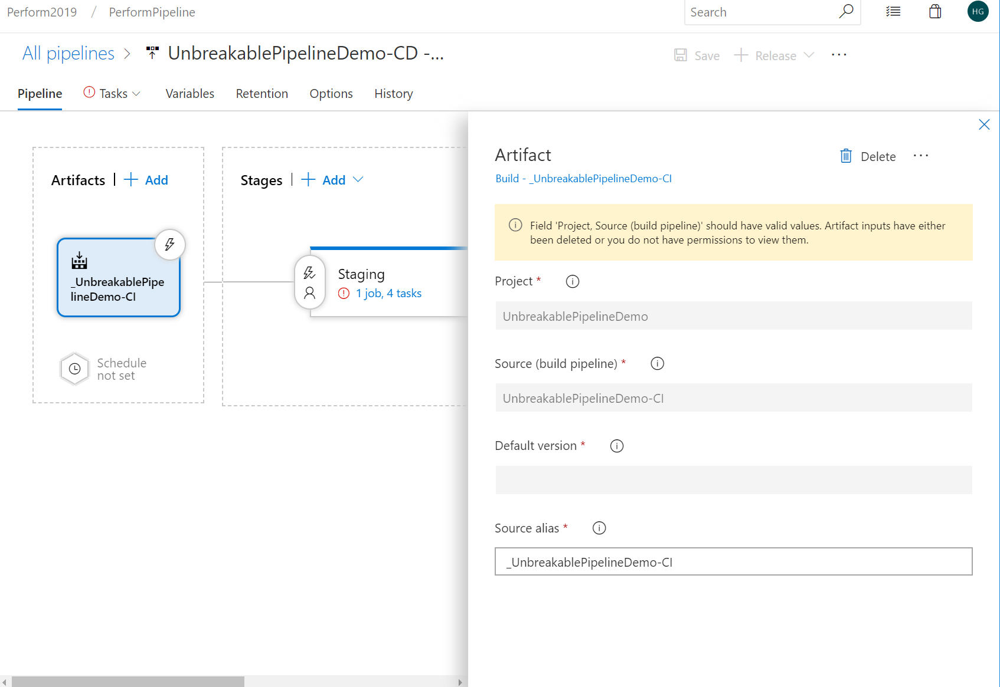 Perform2019 / PerformPipeline
Search
HG
All pipelines > UnbreakablePipelineDemo-CD -...
Save
Release
...
Pipeline
Tasks
Variables
Retention
Options
History
Artifacts | + Add
_UnbreakablePipe
lineDemo-CI
Schedule
not set
Stages | + Add
Staging
1 job, 4 tasks
Artifact
Delete
...
Build - _UnbreakablePipelineDemo-CI
Field 'Project, Source (build pipeline)' should have valid values. Artifact inputs have either
been deleted or you do not have permissions to view them.
Project *
UnbreakablePipelineDemo
Source (build pipeline) *
UnbreakablePipelineDemo-CI
Default version *
Source alias *
_UnbreakablePipelineDemo-CI